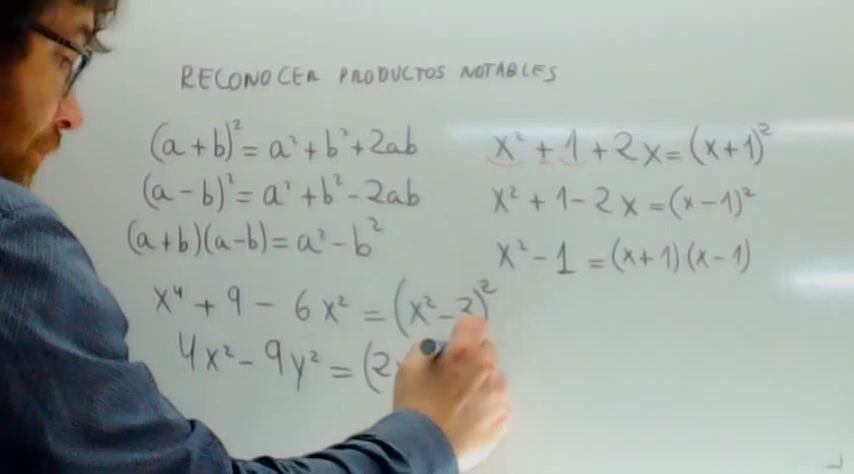 RECONOCER PRODUCTOS NOTABLES
(a+b)² = a² + b² + 2ab
(a-b)² = a² + b² - 2ab
(a+b)(a-b) = a² - b²
x⁴ + 9 - 6x² = (x² - 3)²
4x² - 9y² = (2
x² + 1 + 2x = (x+1)²
x² + 1 - 2x = (x-1)²
x² - 1 = (x+1)(x-1)